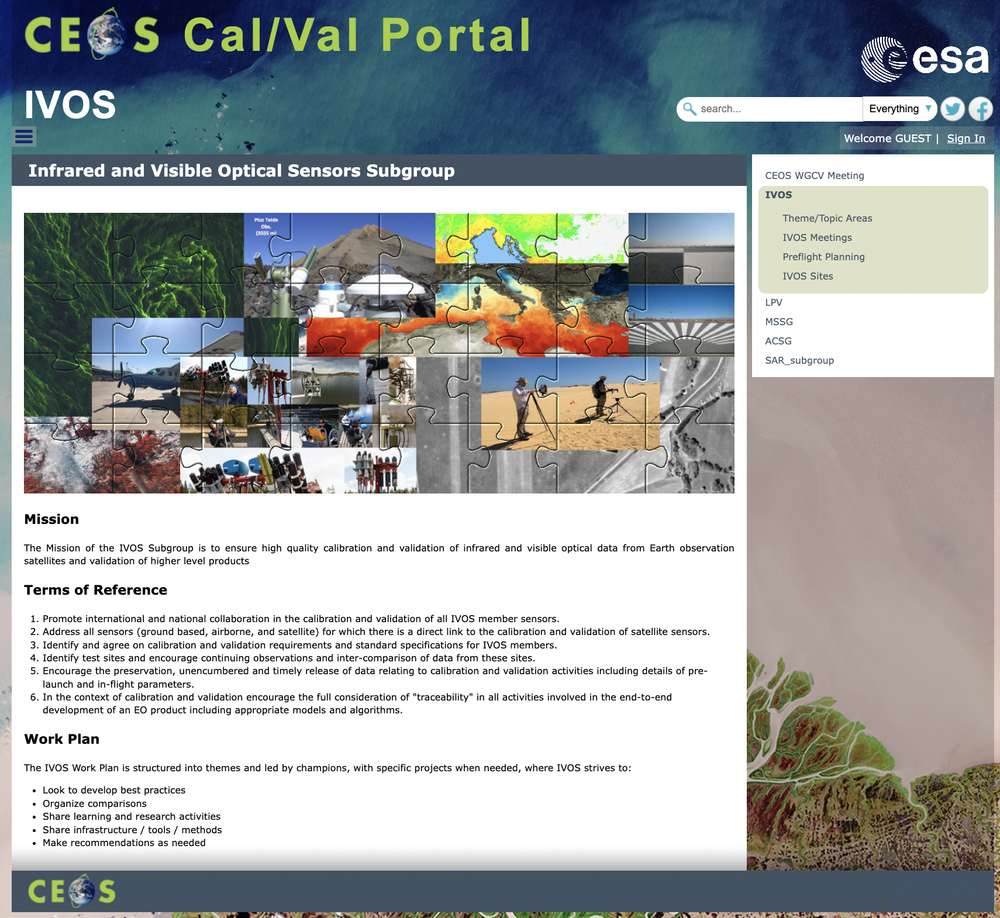 CEOS Cal/Val Portal
esa
IVOS
search...
Everything
Welcome GUEST | Sign In
Infrared and Visible Optical Sensors Subgroup
CEOS WGCV Meeting
IVOS
Theme/Topic Areas
IVOS Meetings
Preflight Planning
IVOS Sites
LPV
MSSG
ACSG
SAR_subgroup
Pico Teide
Obs.
(3555 m)
Mission
The Mission of the IVOS Subgroup is to ensure high quality calibration and validation of infrared and visible optical data from Earth observation
satellites and validation of higher level products
Terms of Reference
1. Promote international and national collaboration in the calibration and validation of all IVOS member sensors.
2. Address all sensors (ground based, airborne, and satellite) for which there is a direct link to the calibration and validation of satellite sensors.
3. Identify and agree on calibration and validation requirements and standard specifications for IVOS members.
4. Identify test sites and encourage continuing observations and inter-comparison of data from these sites.
5. Encourage the preservation, unencumbered and timely release of data relating to calibration and validation activities including details of pre-
launch and in-flight parameters.
6. In the context of calibration and validation encourage the full consideration of "traceability" in all activities involved in the end-to-end
development of an EO product including appropriate models and algorithms.
Work Plan
The IVOS Work Plan is structured into themes and led by champions, with specific projects when needed, where IVOS strives to:
• Look to develop best practices
• Organize comparisons
• Share learning and research activities
• Share infrastructure / tools / methods
• Make recommendations as needed
CEOS